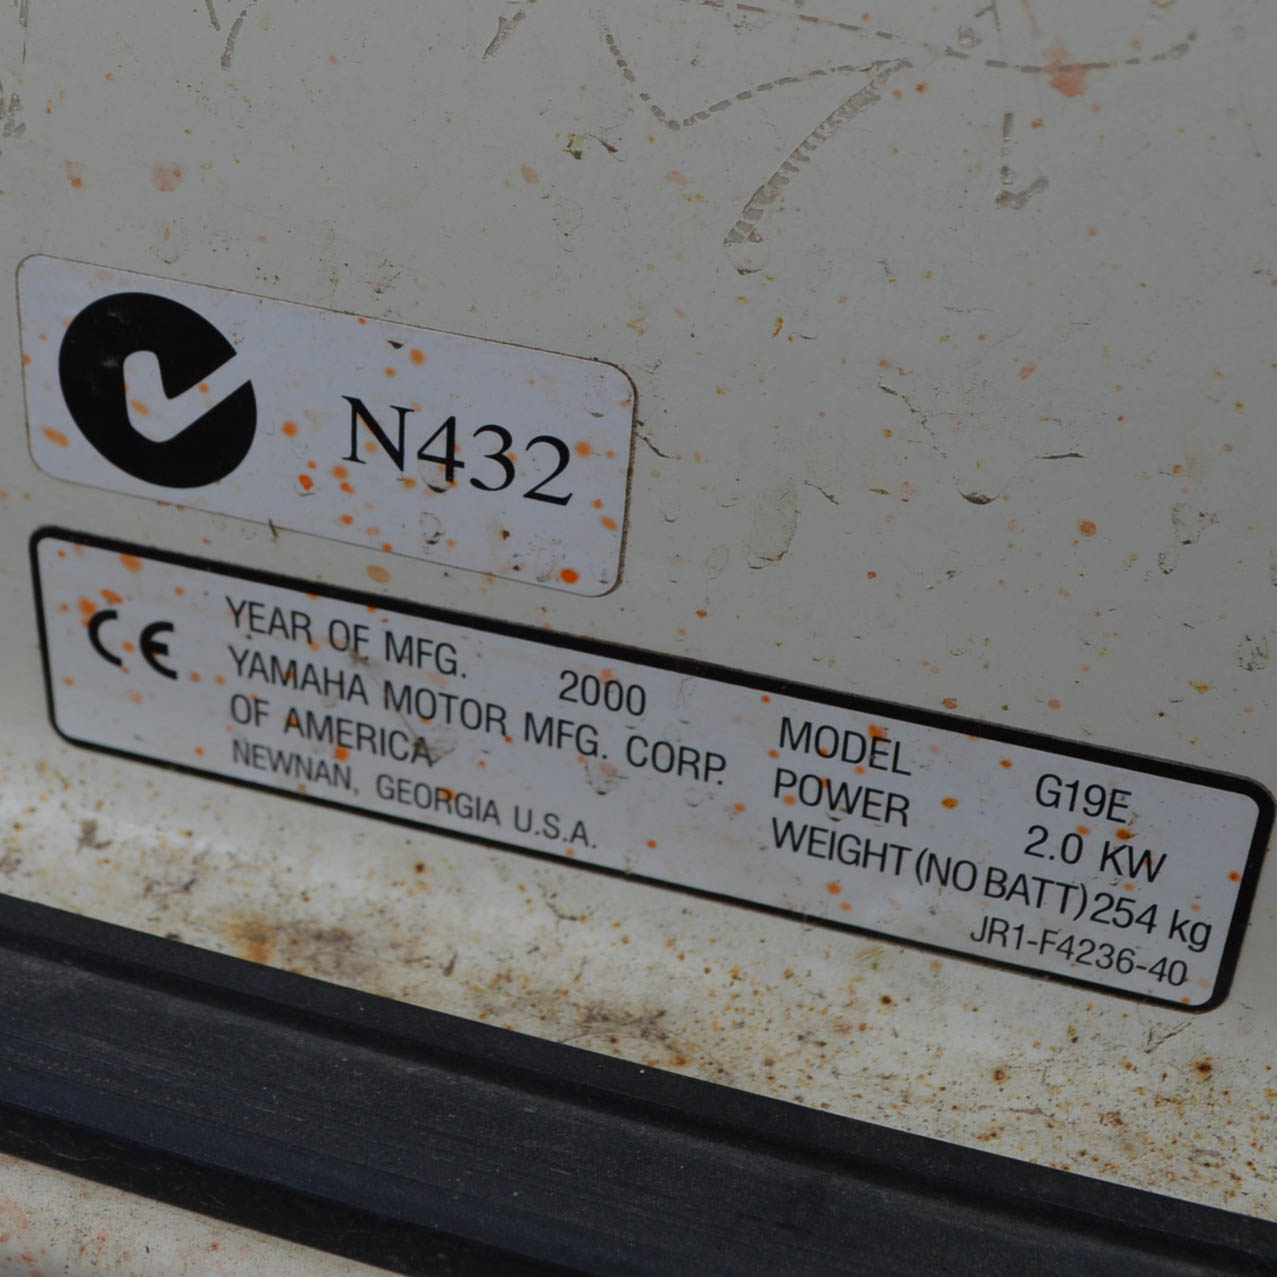 N432
CE
YEAR OF MFG. 2000
YAMAHA MOTOR MFG. CORP.
OF AMERICA
NEWNAN, GEORGIA U.S.A.
MODEL G19E
POWER 2.0 KW
WEIGHT (NO BATT) 254 kg
JR1-F4236-40